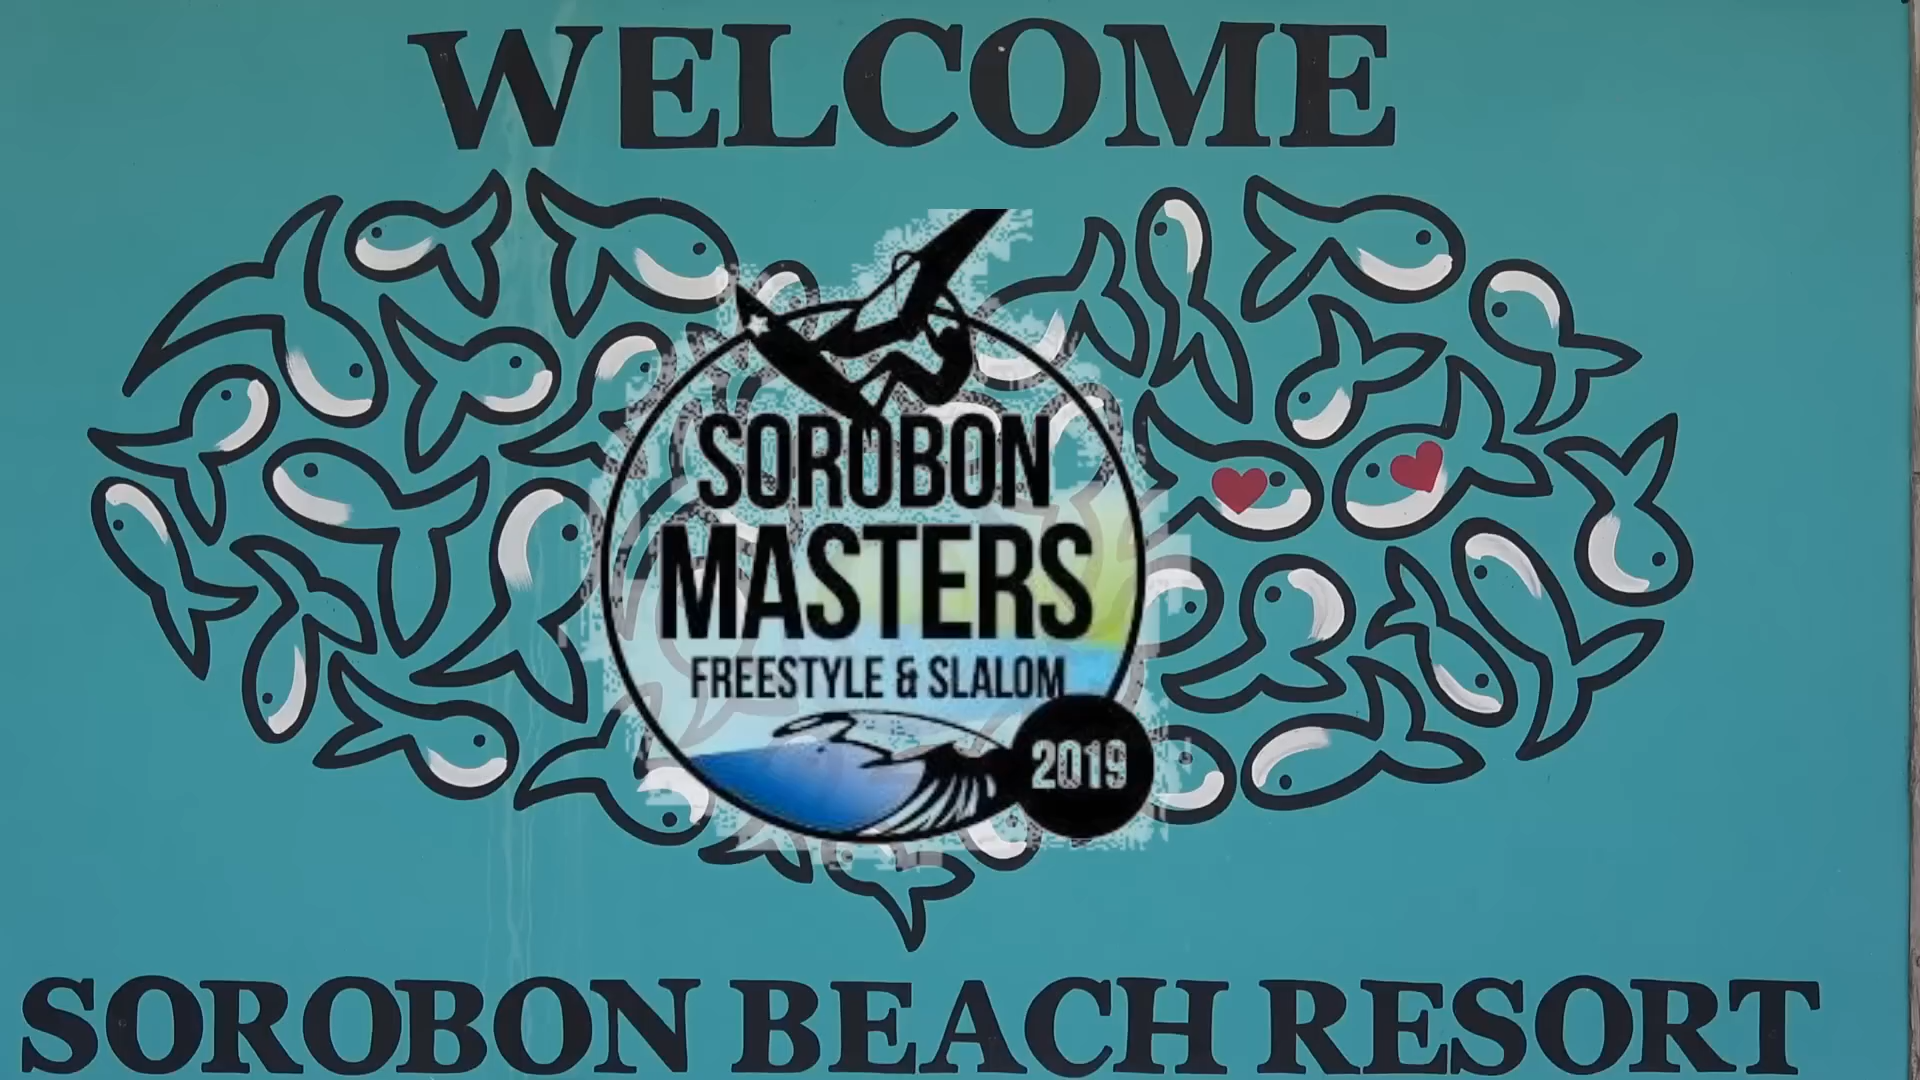 WELCOME
SOROBON
MASTERS
FREESTYLE & SLALOM
2019
SOROBON BEACH RESORT